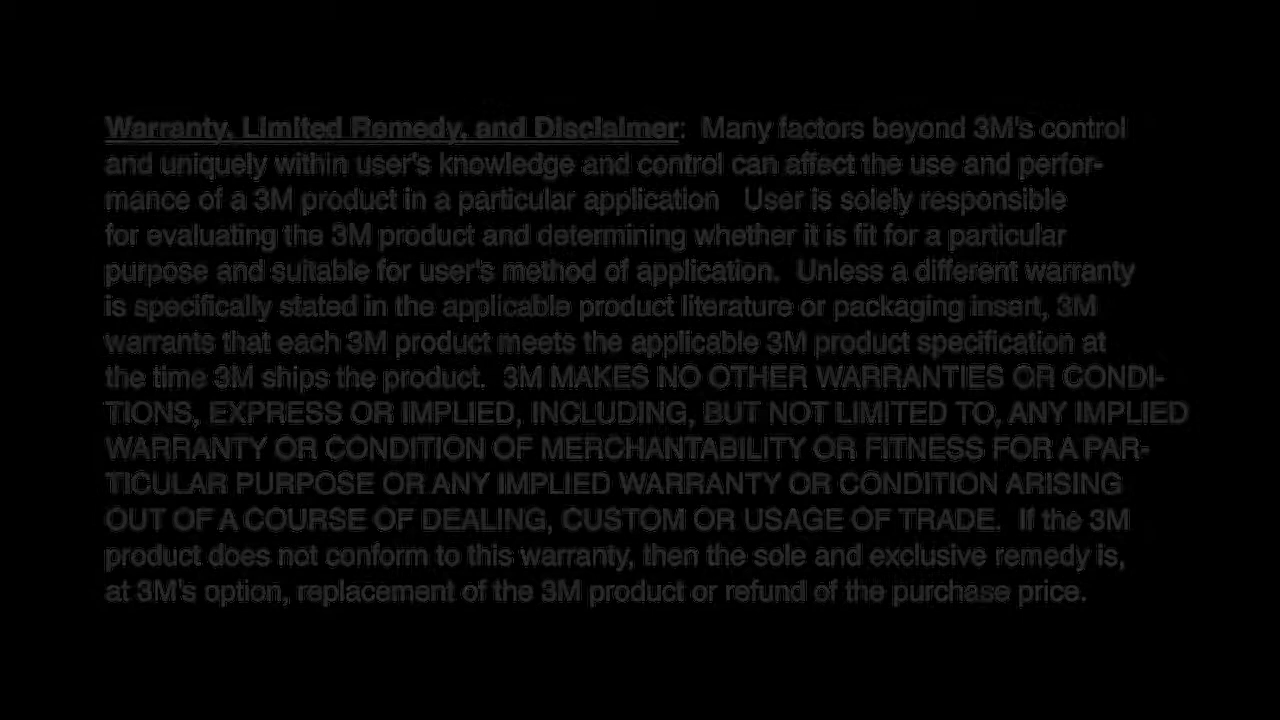 Warranty, Limited Remedy, and Disclaimer:  Many factors beyond 3M's control
and uniquely within user's knowledge and control can affect the use and perfor-
mance of a 3M product in a particular application   User is solely responsible
for evaluating the 3M product and determining whether it is fit for a particular
purpose and suitable for user's method of application.  Unless a different warranty
is specifically stated in the applicable product literature or packaging insert, 3M
warrants that each 3M product meets the applicable 3M product specification at
the time 3M ships the product.  3M MAKES NO OTHER WARRANTIES OR CONDI-
TIONS, EXPRESS OR IMPLIED, INCLUDING, BUT NOT LIMITED TO, ANY IMPLIED
WARRANTY OR CONDITION OF MERCHANTABILITY OR FITNESS FOR A PAR-
TICULAR PURPOSE OR ANY IMPLIED WARRANTY OR CONDITION ARISING
OUT OF A COURSE OF DEALING, CUSTOM OR USAGE OF TRADE.  If the 3M
product does not conform to this warranty, then the sole and exclusive remedy is,
at 3M's option, replacement of the 3M product or refund of the purchase price.